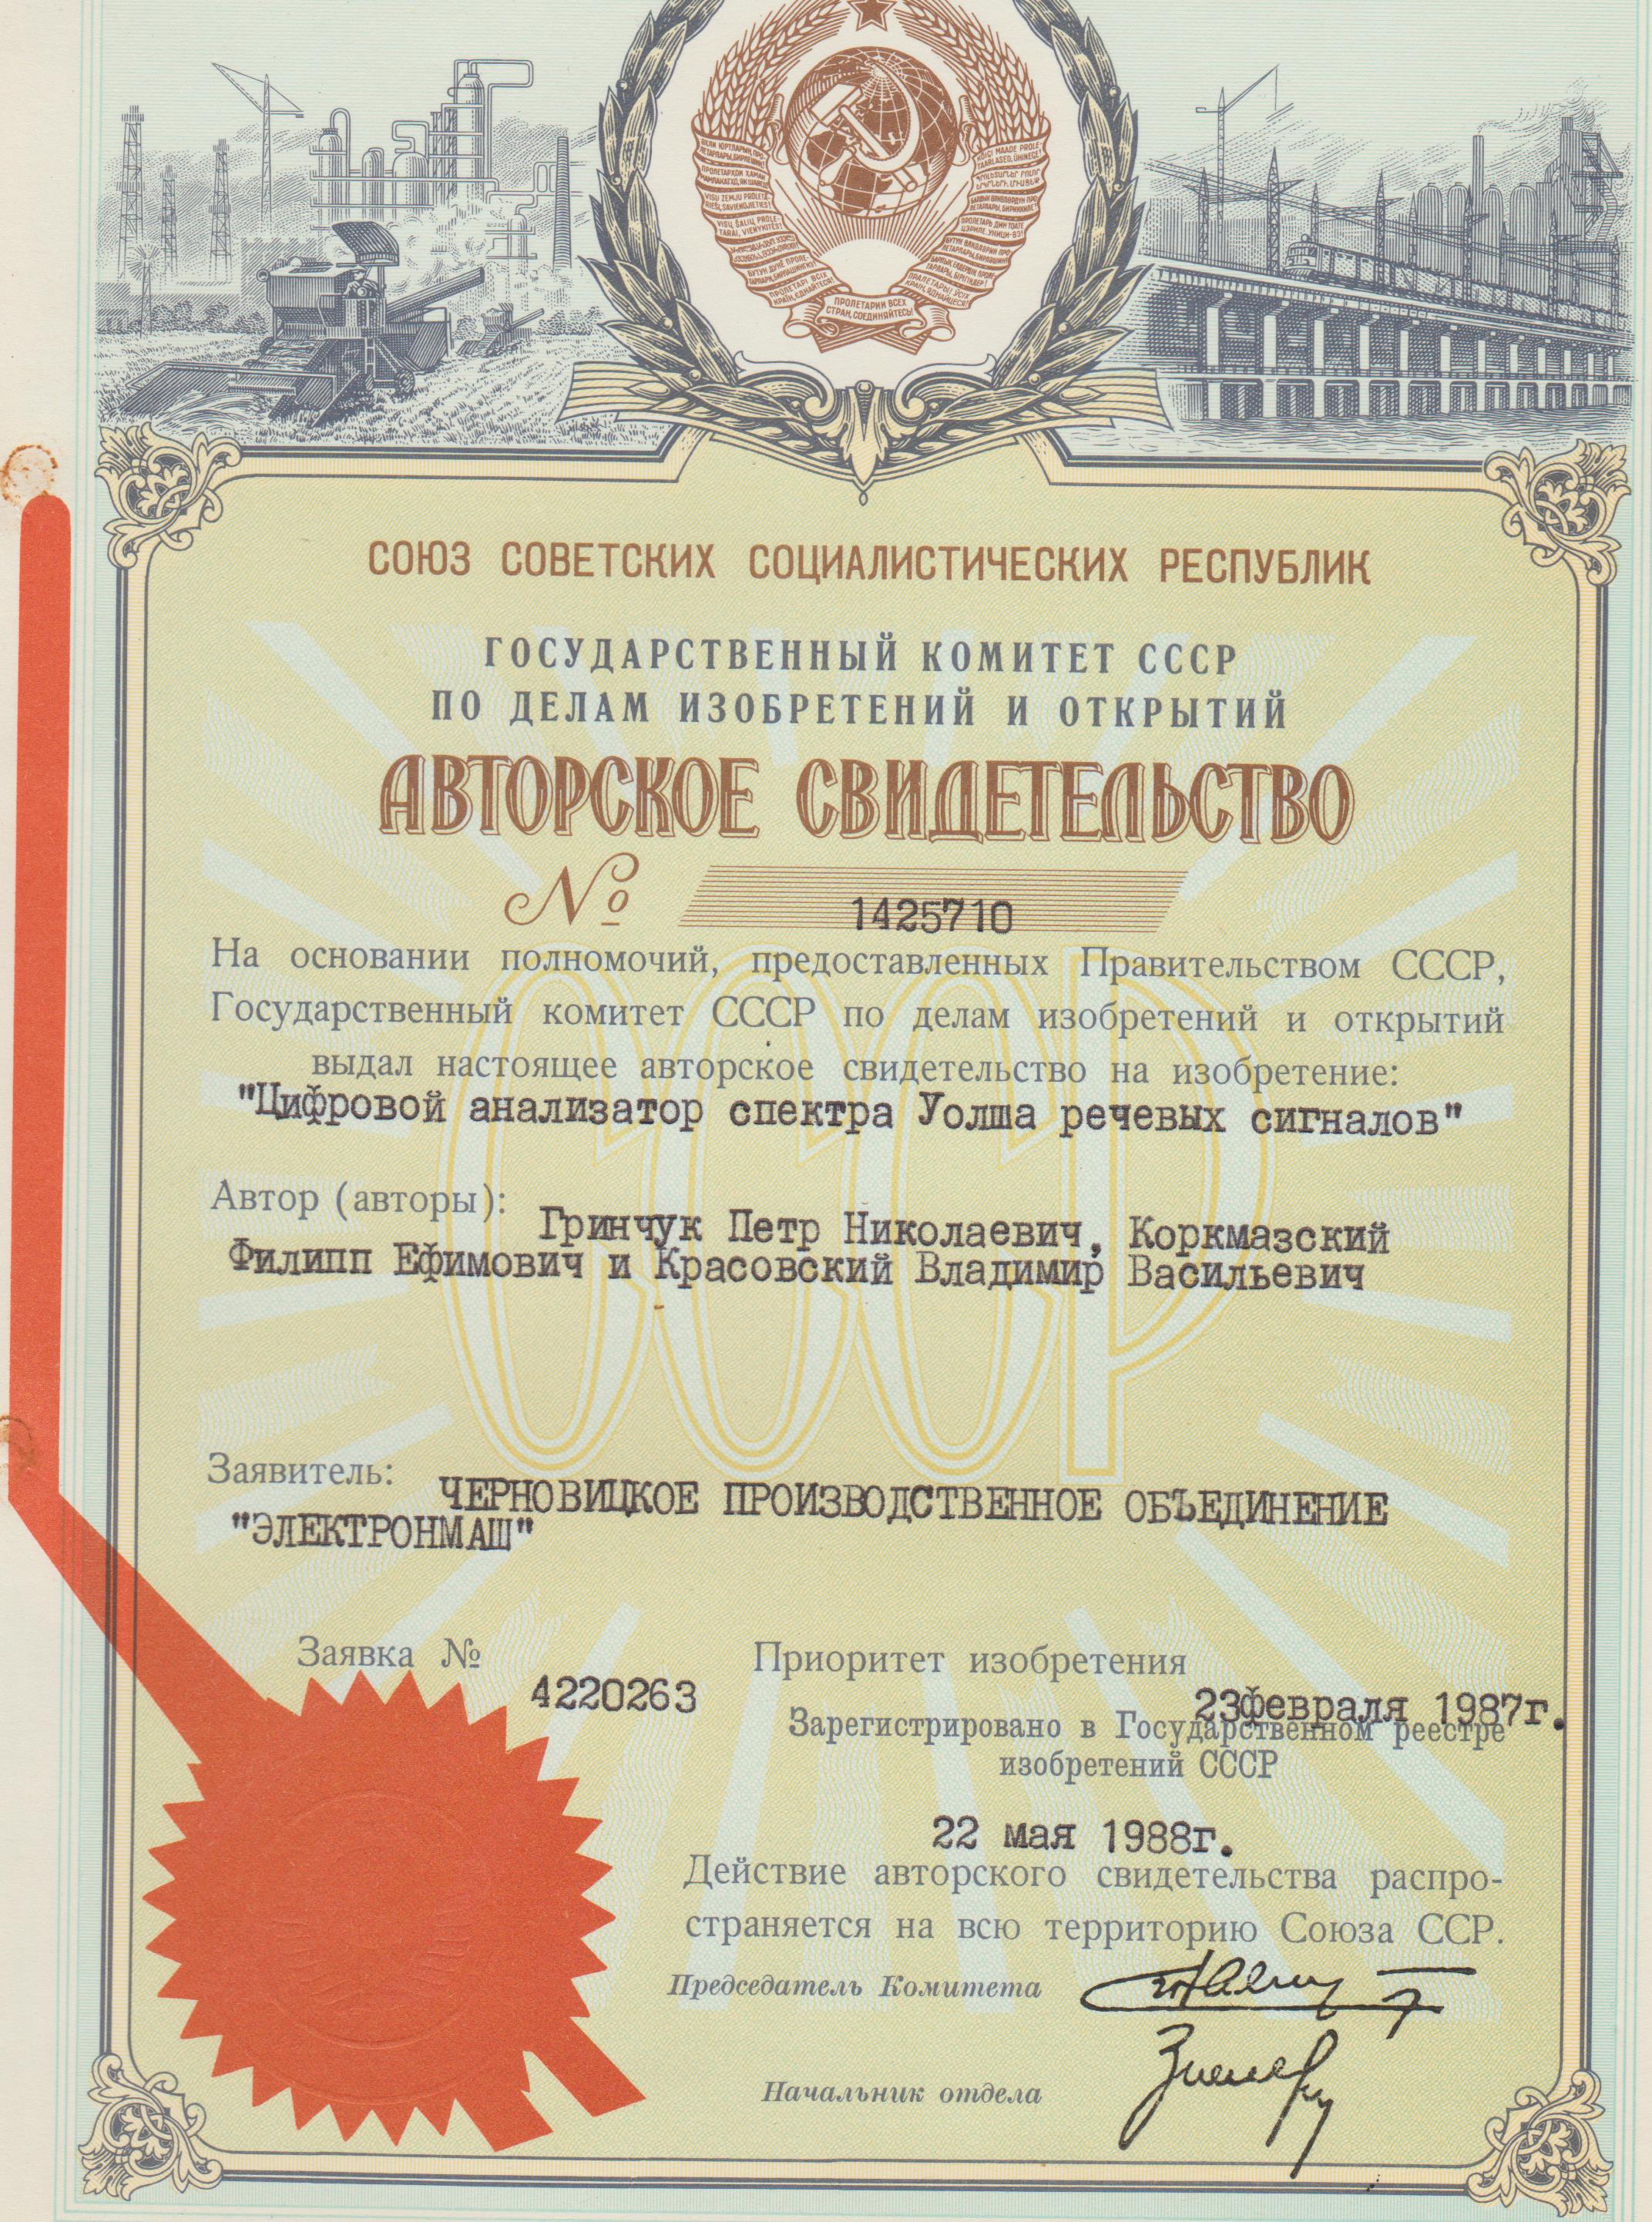 ПРОЛЕТАРИИ ВСЕХ
СТРАН, СОЕДИНЯЙТЕСЬ!
СОЮЗ СОВЕТСКИХ СОЦИАЛИСТИЧЕСКИХ РЕСПУБЛИК
ГОСУДАРСТВЕННЫЙ КОМИТЕТ СССР
ПО ДЕЛАМ ИЗОБРЕТЕНИЙ И ОТКРЫТИЙ
АВТОРСКОЕ СВИДЕТЕЛЬСТВО
№ 1425710
На основании полномочий, предоставленных Правительством СССР,
Государственный комитет СССР по делам изобретений и открытий
выдал настоящее авторское свидетельство на изобретение:
"Цифровой анализатор спектра Уолша речевых сигналов"
Автор (авторы): Гринчук Петр Николаевич, Коркмазский
Филипп Ефимович и Красовский Владимир Васильевич
СССР
Заявитель: ЧЕРНОВИЦКОЕ ПРОИЗВОДСТВЕННОЕ ОБЪЕДИНЕНИЕ
"ЭЛЕКТРОНМАШ"
Заявка № 4220263
Приоритет изобретения 23февраля 1987г.
Зарегистрировано в Государственном реестре
изобретений СССР
22 мая 1988г.
Действие авторского свидетельства распро-
страняется на всю территорию Союза ССР.
Председатель Комитета
Начальник отдела